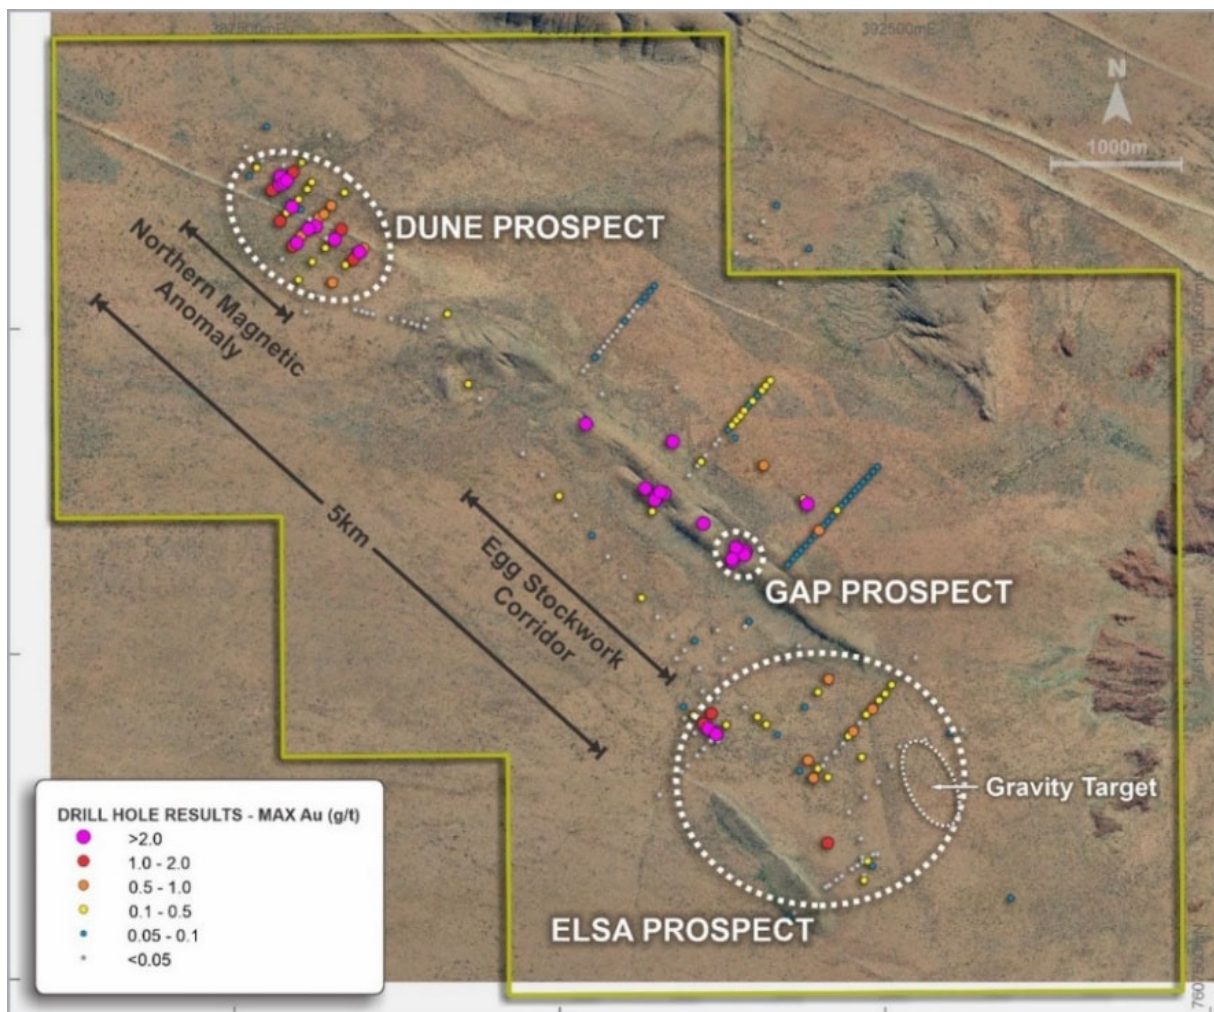 392500mE
N
1000m
DUNE PROSPECT
Northern Magnetic
Anomaly
5km
Egg Stockwork
Corridor
GAP PROSPECT
Gravity Target
ELSA PROSPECT
DRILL HOLE RESULTS - MAX Au (g/t)
>2.0
1.0 - 2.0
0.5 - 1.0
0.1 - 0.5
0.05 - 0.1
<0.05